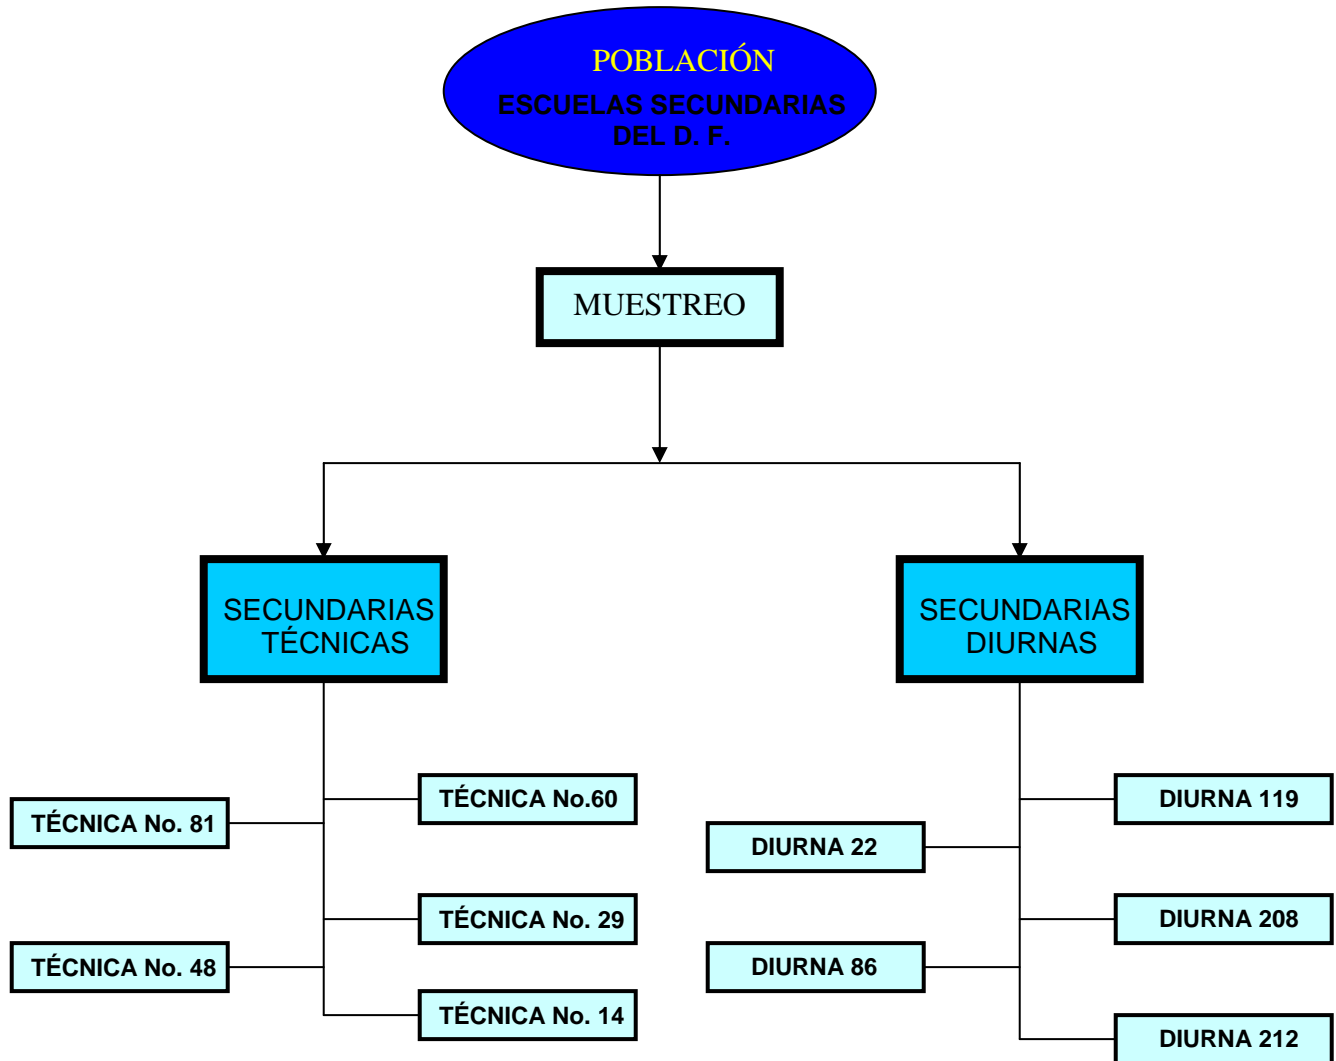 POBLACIÓN
ESCUELAS SECUNDARIAS
DEL D. F.
MUESTREO
SECUNDARIAS
TÉCNICAS
SECUNDARIAS
DIURNAS
TÉCNICA No.60
TÉCNICA No. 81
TÉCNICA No. 29
TÉCNICA No. 48
TÉCNICA No. 14
DIURNA 119
DIURNA 22
DIURNA 208
DIURNA 86
DIURNA 212